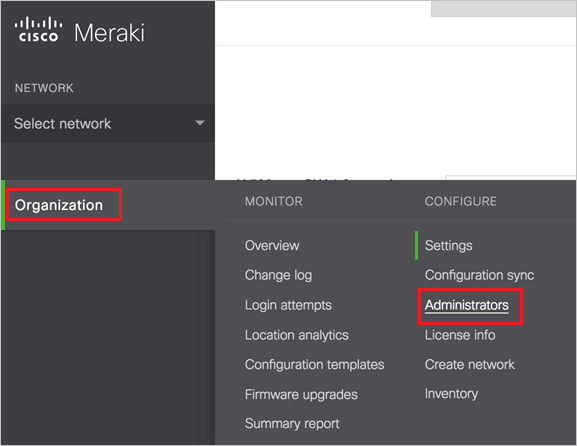 cisco Meraki
NETWORK
Select network
Organization
MONITOR
Overview
Change log
Login attempts
Location analytics
Configuration templates
Firmware upgrades
Summary report
CONFIGURE
Settings
Configuration sync
Administrators
License info
Create network
Inventory